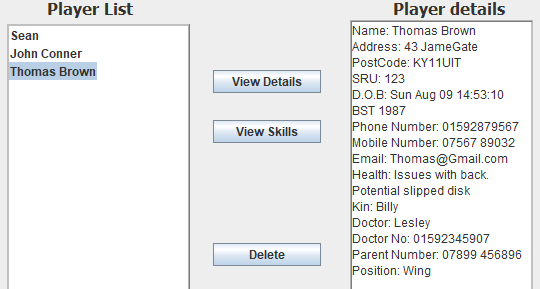 Player List
Sean
John Conner
Thomas Brown
View Details
View Skills
Delete
Player details
Name: Thomas Brown
Address: 43 JameGate
PostCode: KY11UIT
SRU: 123
D.O.B: Sun Aug 09 14:53:10
BST 1987
Phone Number: 01592879567
Mobile Number: 07567 89032
Email: Thomas@Gmail.com
Health: Issues with back.
Potential slipped disk
Kin: Billy
Doctor: Lesley
Doctor No: 01592345907
Parent Number: 07899 456896
Position: Wing